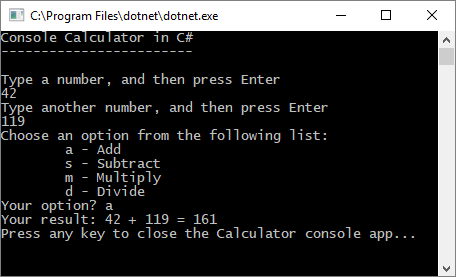 C:\Program Files\dotnet\dotnet.exe
Console Calculator in C#
------------------------
Type a number, and then press Enter
42
Type another number, and then press Enter
119
Choose an option from the following list:
        a - Add
        s - Subtract
        m - Multiply
        d - Divide
Your option? a
Your result: 42 + 119 = 161
Press any key to close the Calculator console app...